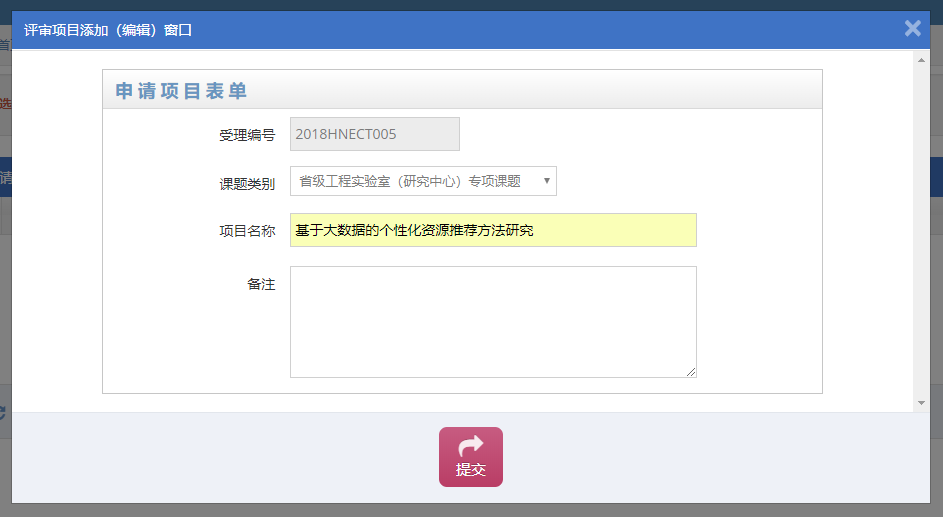 评审项目添加（编辑）窗口
申请项目表单
受理编号 2018HNECT005
课题类别 省级工程实验室（研究中心）专项课题
项目名称 基于大数据的个性化资源推荐方法研究
备注
提交
首
选
请